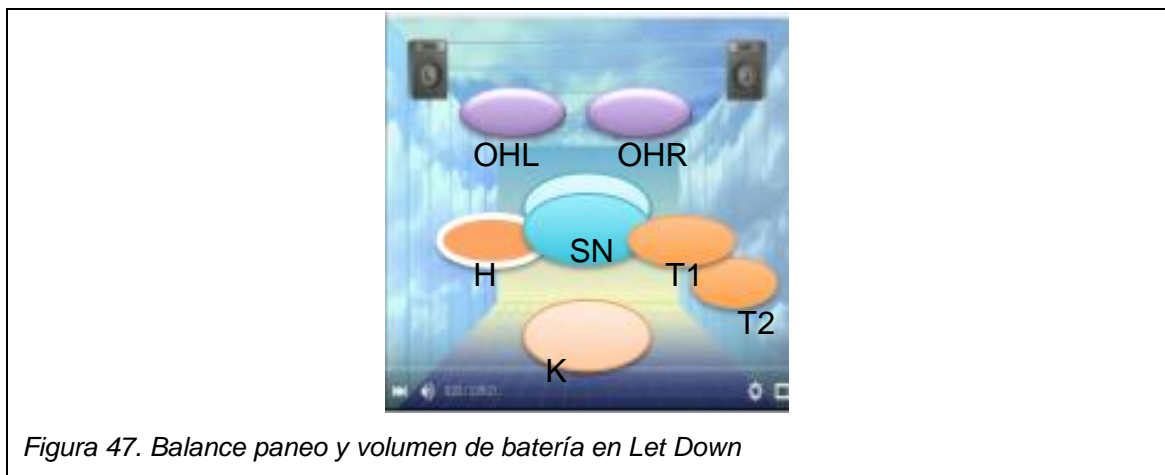 OHL OHR
SN
H T1
T2
K
Figura 47. Balance paneo y volumen de batería en Let Down